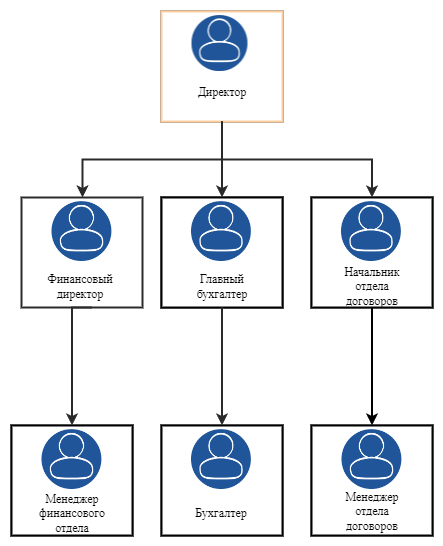 Директор
Финансовый
директор
Главный
бухгалтер
Начальник
отдела
договоров
Менеджер
финансового
отдела
Бухгалтер
Менеджер
отдела
договоров